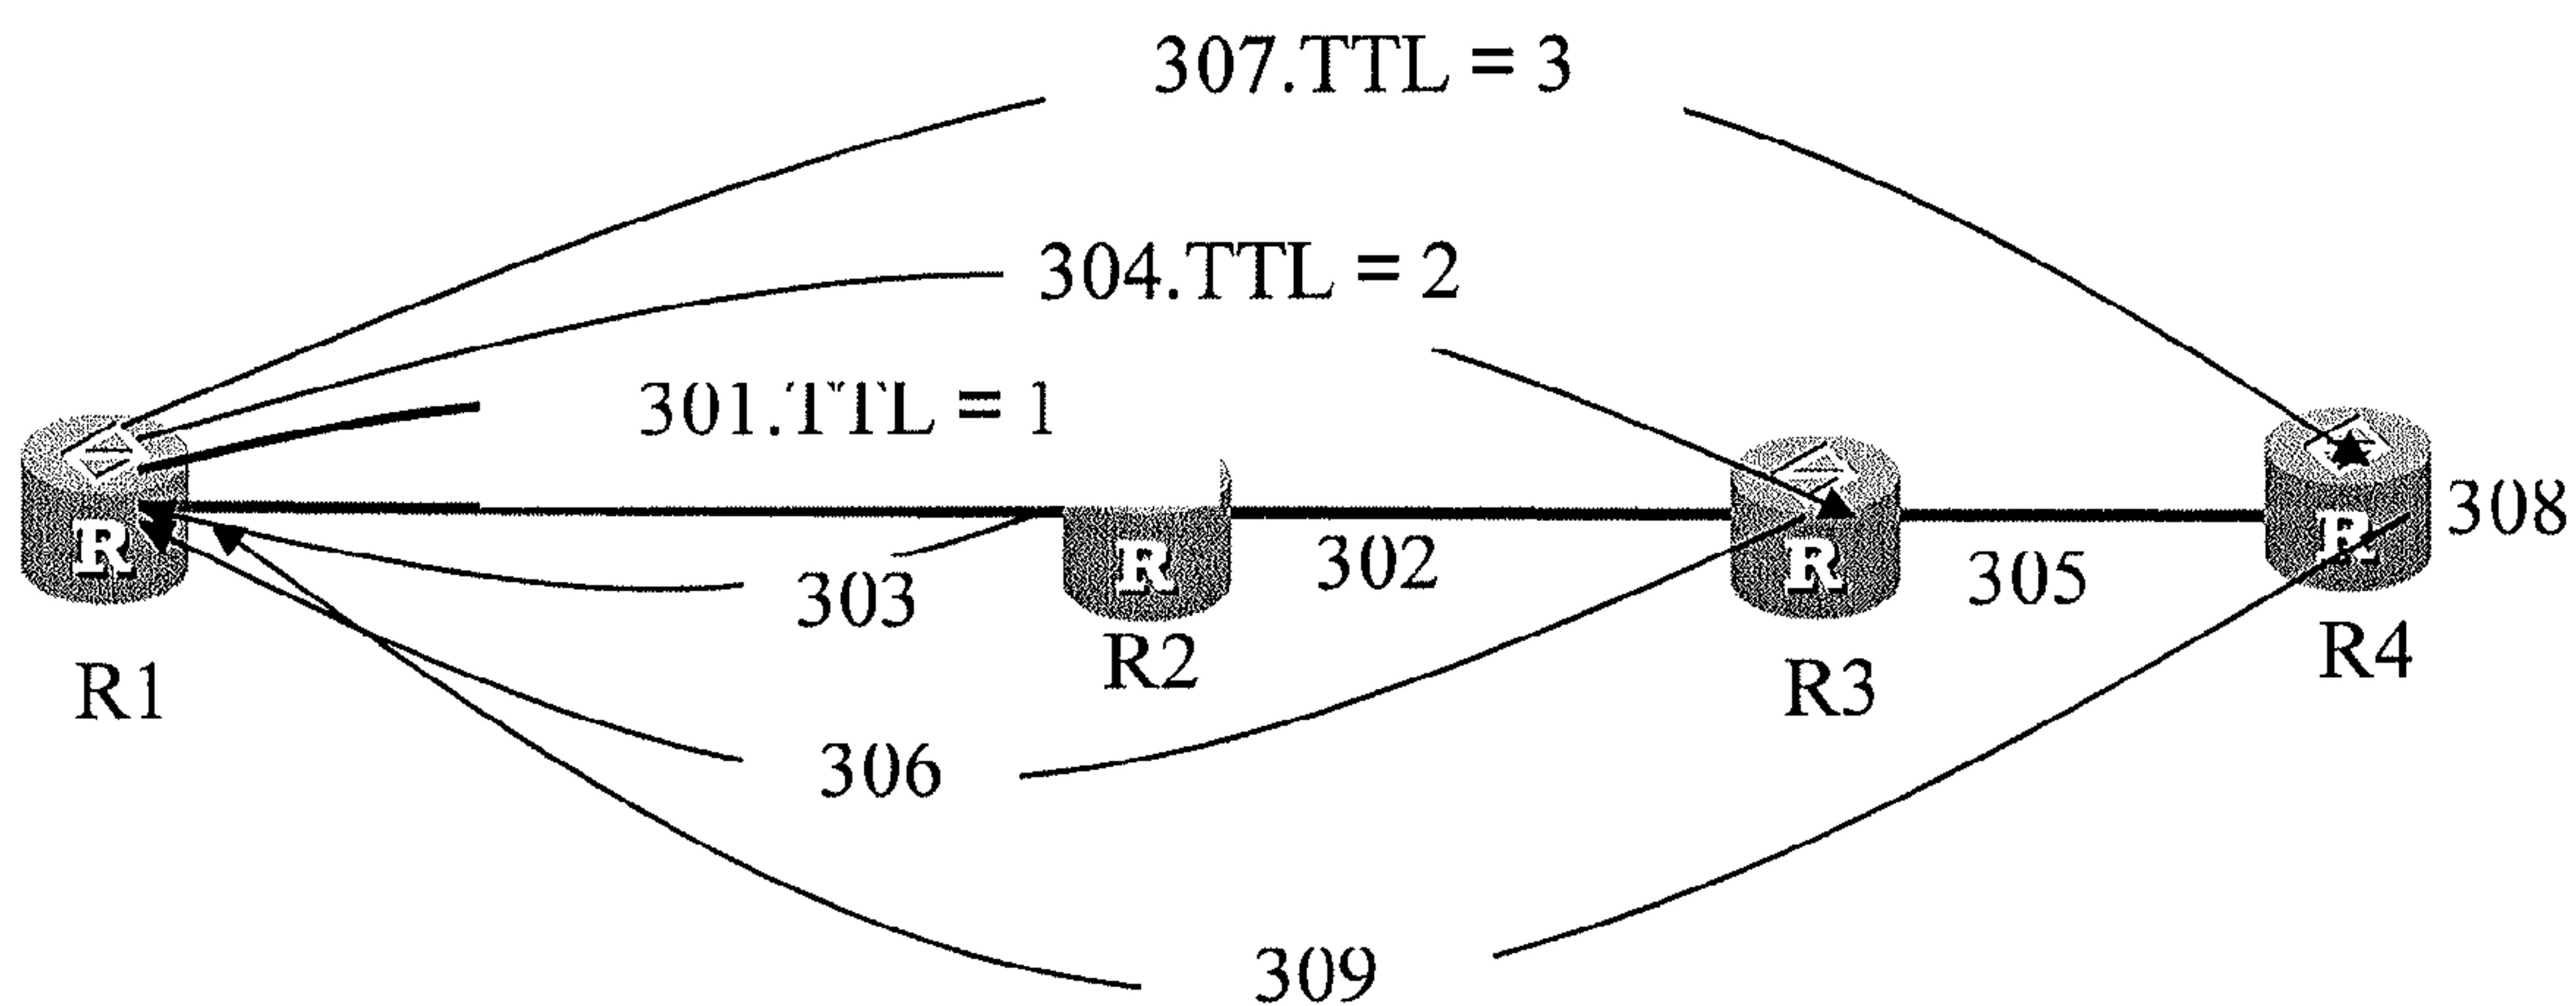 307.TTL = 3
304.TTL = 2
301.TTL = 1
R
R
R
R
308
303
302
305
R1
R2
R3
R4
306
309